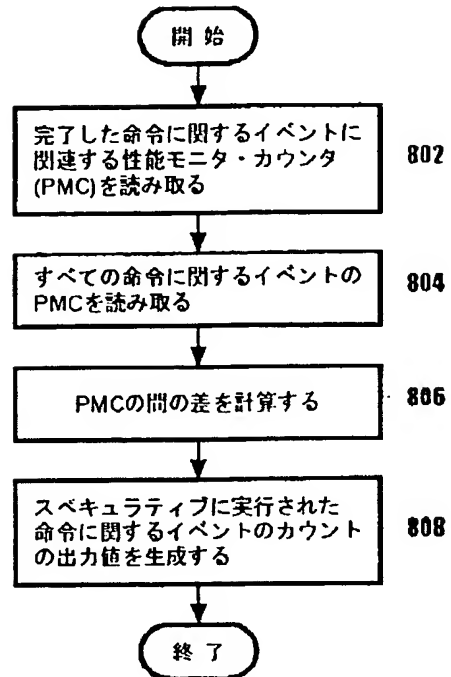 開始
完了した命令に関するイベントに
関連する性能モニタ・カウンタ
(PMC)を読み取る
802
すべての命令に関するイベントの
PMCを読み取る
804
PMCの間の差を計算する
806
スペキュラティブに実行された
命令に関するイベントのカウント
の出力値を生成する
808
終了